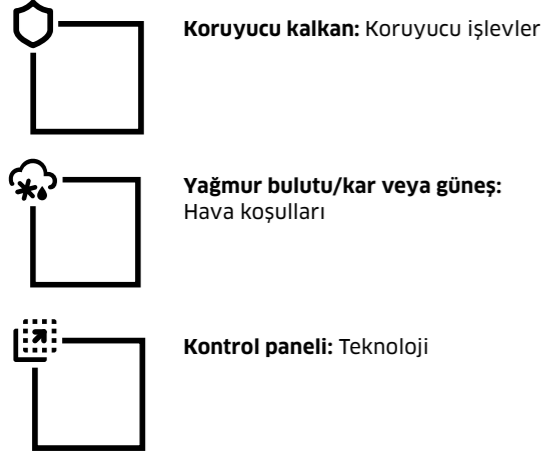 Koruyucu kalkan: Koruyucu işlevler
Yağmur bulutu/kar veya güneş:
Hava koşulları
Kontrol paneli: Teknoloji